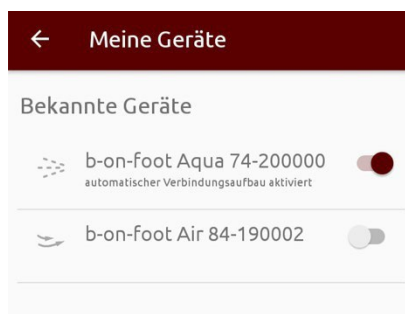 Meine Geräte
Bekannte Geräte
b-on-foot Aqua 74-200000
automatischer Verbindungsaufbau aktiviert
b-on-foot Air 84-190002